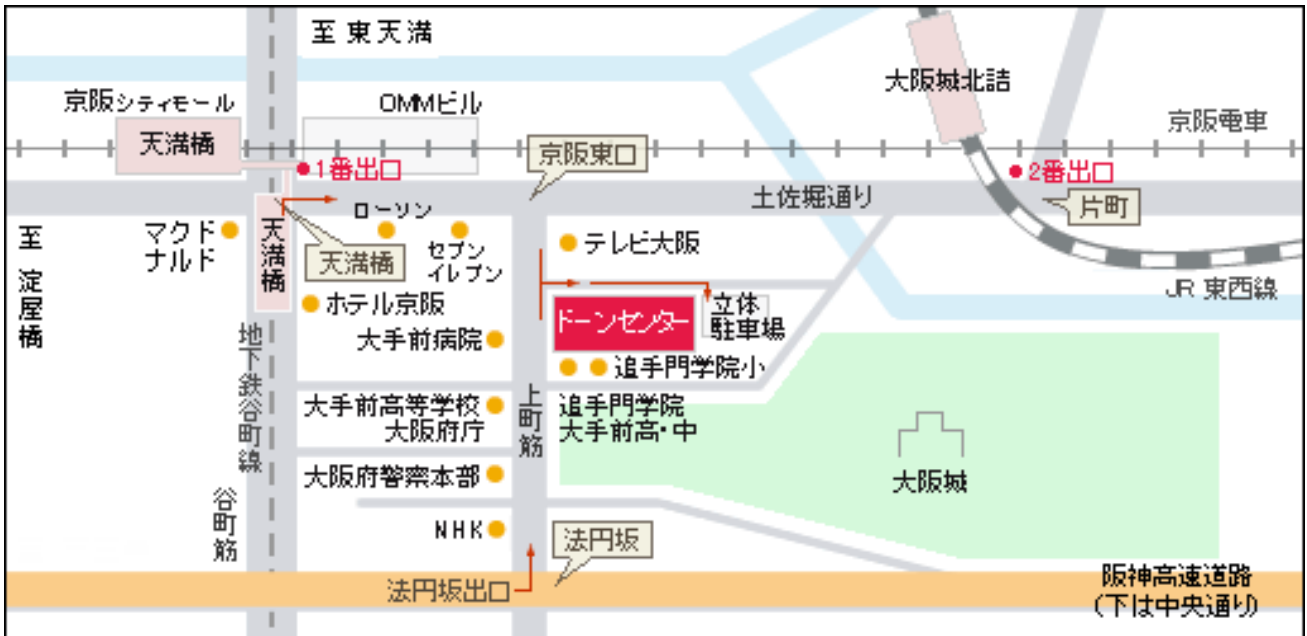 至 東天満
大阪城北詰
京阪シティモール
OMMビル
京阪電車
天満橋
京阪東口
1番出口
2番出口
土佐堀通り
片町
ローソン
マクド
ナルド
天満橋
天満橋
セブン
イレブン
テレビ大阪
至 淀屋橋
ホテル京阪
JR 東西線
ドーンセンター
立体
駐車場
大手前病院
地下鉄谷町線
追手門学院小
上町筋
大手前高等学校
大阪府庁
追手門学院
大手前高・中
大阪府警察本部
大阪城
谷町筋
NHK
法円坂
法円坂出口
阪神高速道路
(下は中央通り)